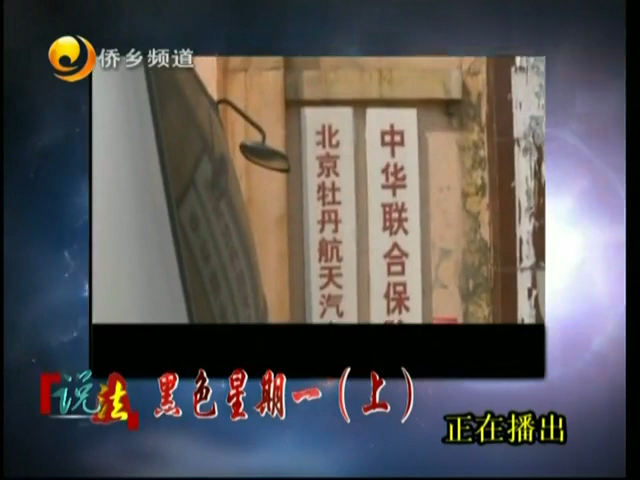 侨乡频道
中华联合保
北京牡丹航天汽
说法
黑色星期一（上）
正在播出